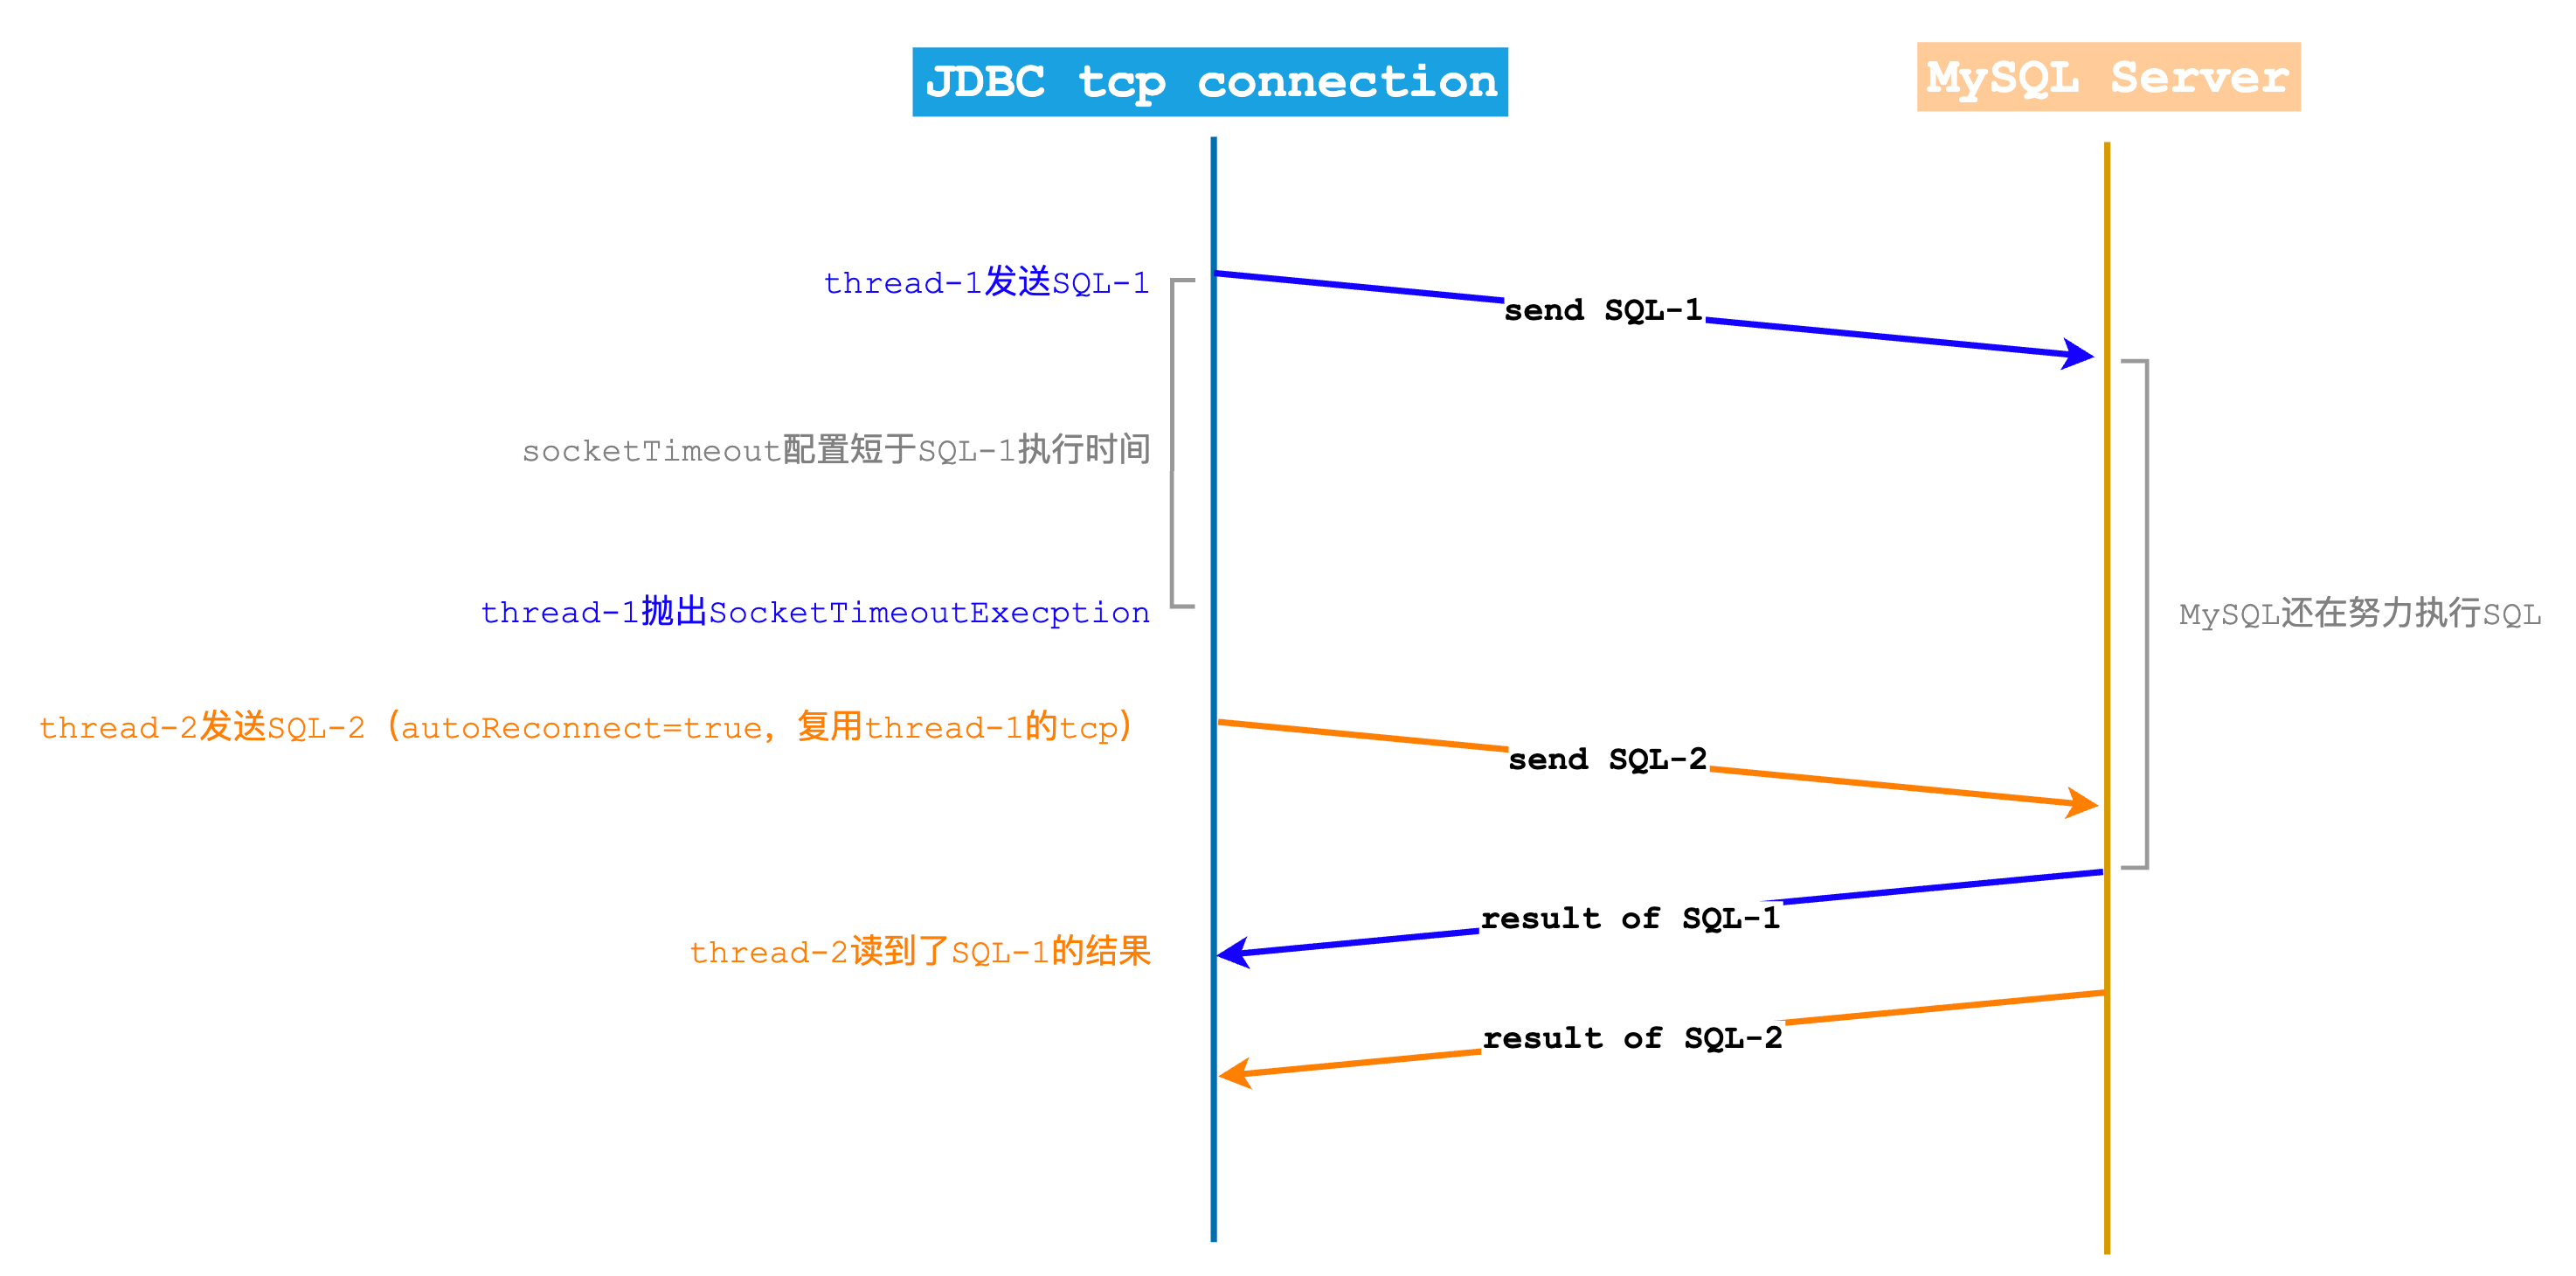 JDBC tcp connection
MySQL Server
thread-1发送SQL-1
send SQL-1
socketTimeout配置短于SQL-1执行时间
thread-1抛出SocketTimeoutExecption
MySQL还在努力执行SQL
thread-2发送SQL-2（autoReconnect=true，复用thread-1的tcp）
send SQL-2
result of SQL-1
thread-2读到了SQL-1的结果
result of SQL-2